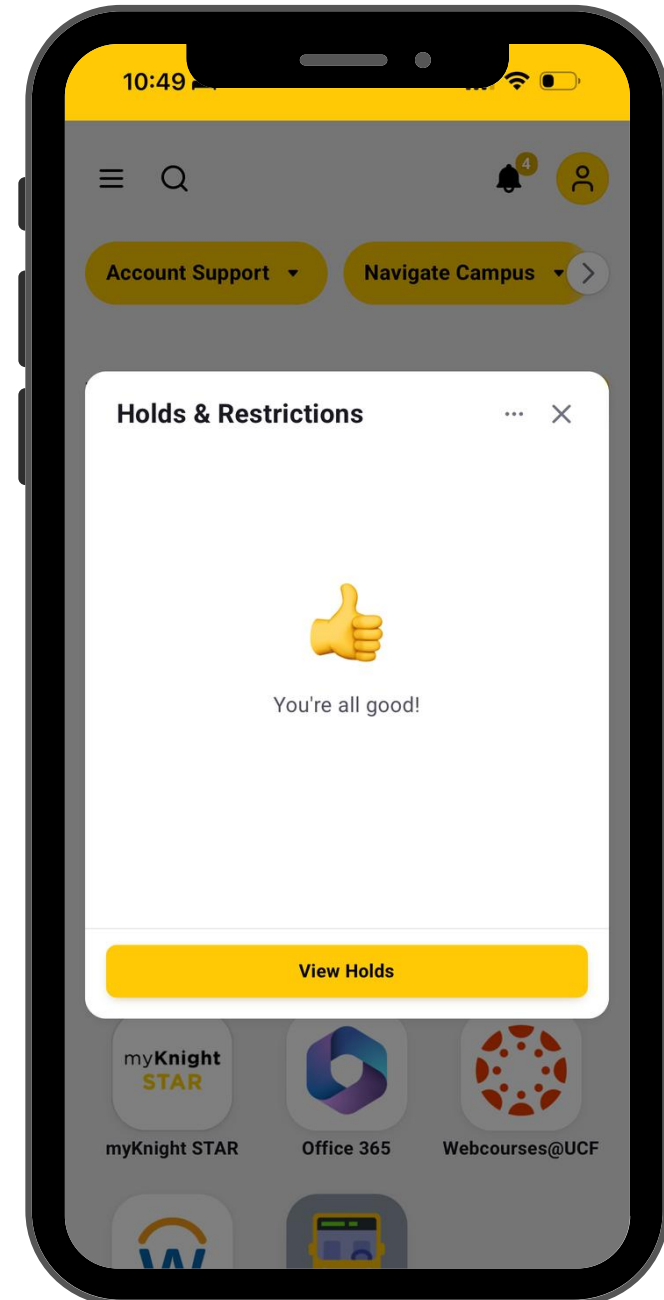 10:49
4
Account Support
Navigate Campus
Holds & Restrictions
You're all good!
View Holds
myKnight
STAR
myKnight STAR
Office 365
Webcourses@UCF
W